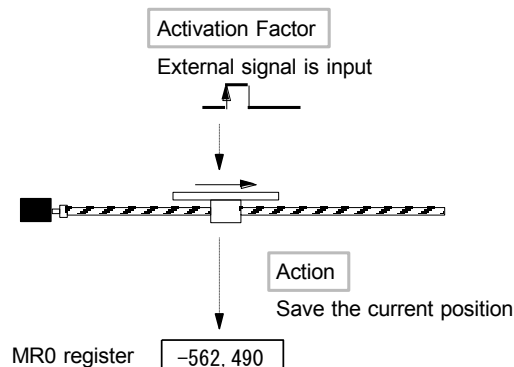 Activation Factor
External signal is input
Action
Save the current position
MR0 register
-562, 490